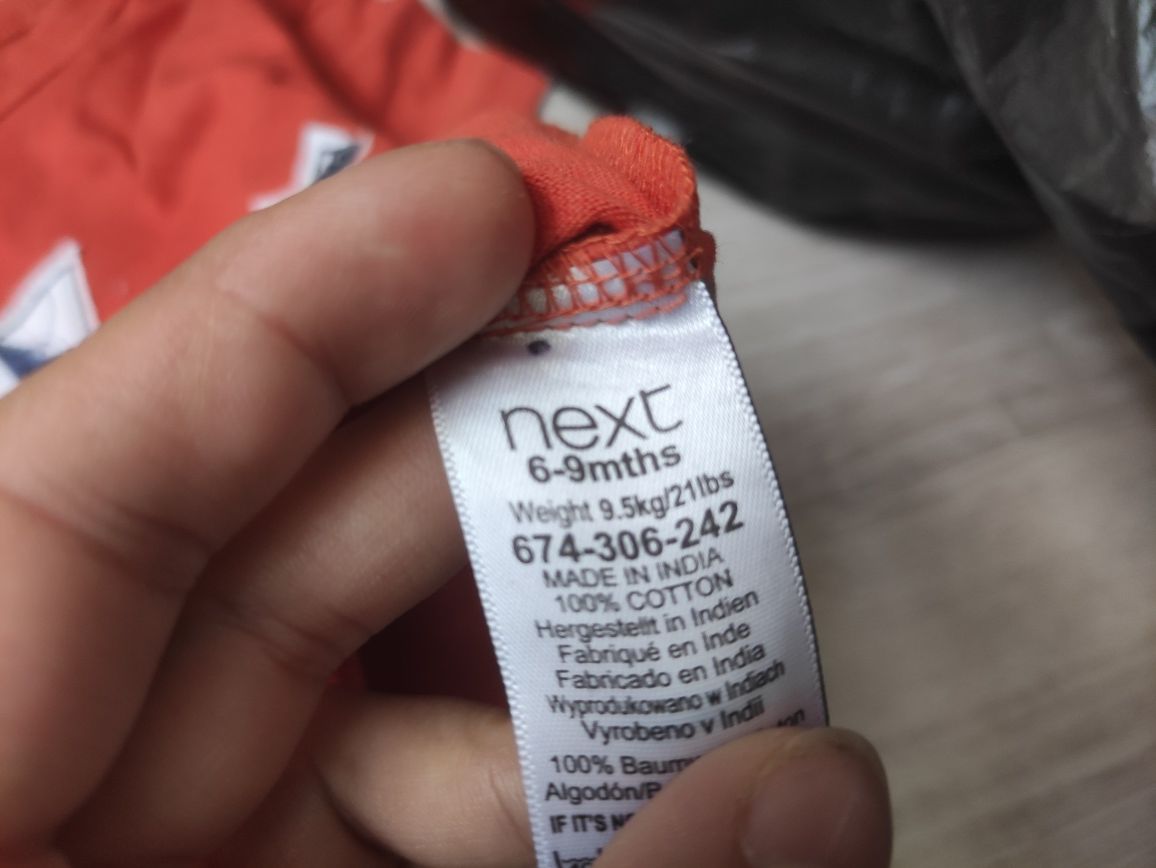 next
6-9mths
Weight 9.5kg/21lbs
674-306-242
MADE IN INDIA
100% COTTON
Hergestellt in Indien
Fabriqué en Inde
Fabricado en India
Wyprodukowano w Indiach
Vyrobeno v Indii
100%
Algodón/
IF IT'S